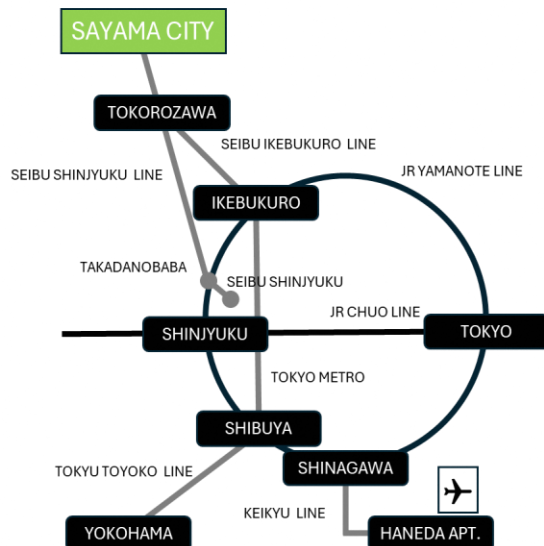 SAYAMA CITY
TOKOROZAWA
SEIBU IKEBUKURO LINE
SEIBU SHINJYUKU LINE
JR YAMANOTE LINE
IKEBUKURO
TAKADANOBABA
SEIBU SHINJYUKU
JR CHUO LINE
SHINJYUKU
TOKYO
TOKYO METRO
SHIBUYA
TOKYU TOYOKO LINE
SHINAGAWA
KEIKYU LINE
YOKOHAMA
HANEDA APT.